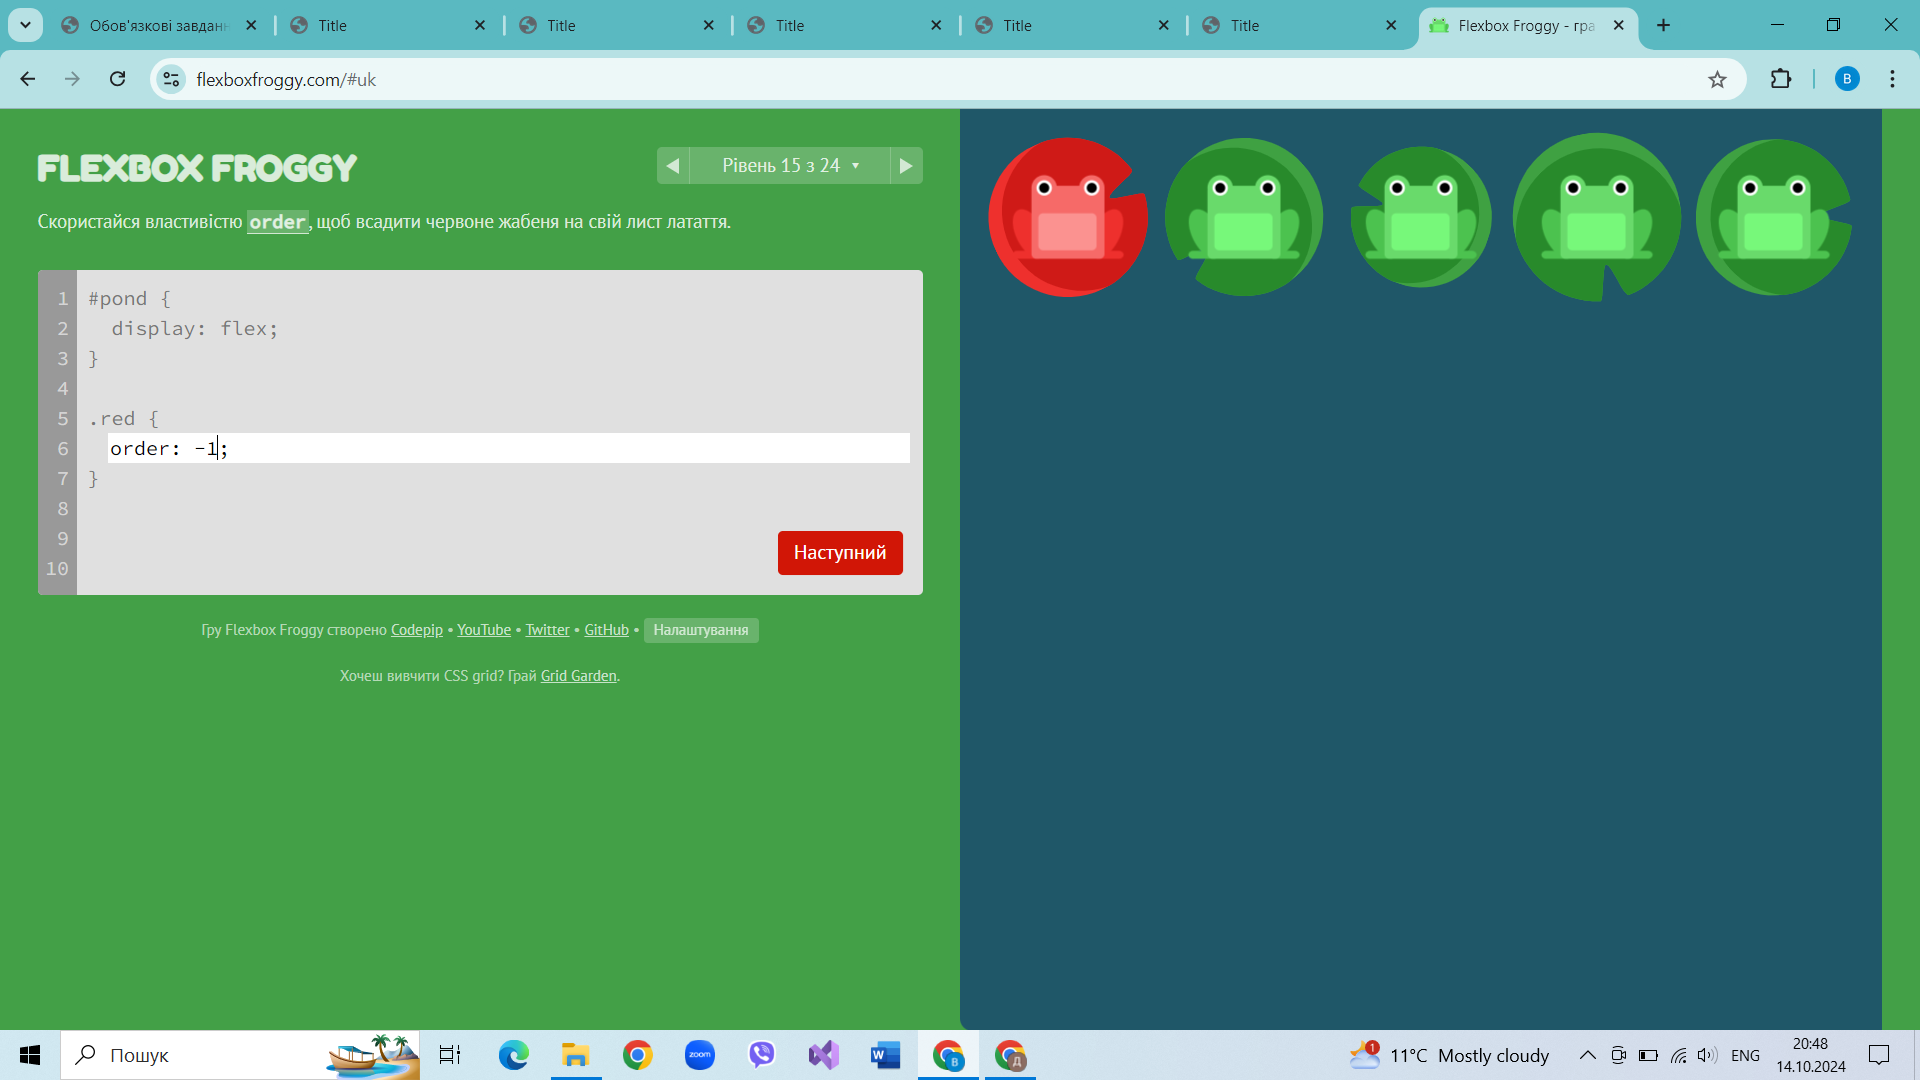 Обов'язкові завдан
Title
Title
Title
Title
Title
Flexbox Froggy - гра
flexboxfroggy.com/#uk
B
FLEXBOX FROGGY
Рівень 15 з 24
Скористайся властивістю order, щоб всадити червоне жабеня на свій лист латаття.
1 #pond {
2 display: flex;
3 }
4
5 .red {
6 order: -1;
7 }
8
9
10
Наступний
Гру Flexbox Froggy створено Codepip • YouTube • Twitter • GitHub • Налаштування
Хочеш вивчити CSS grid? Грай Grid Garden.
Пошук
zoom
W
B
Д
1
11°C Mostly cloudy
ENG
20:48
14.10.2024